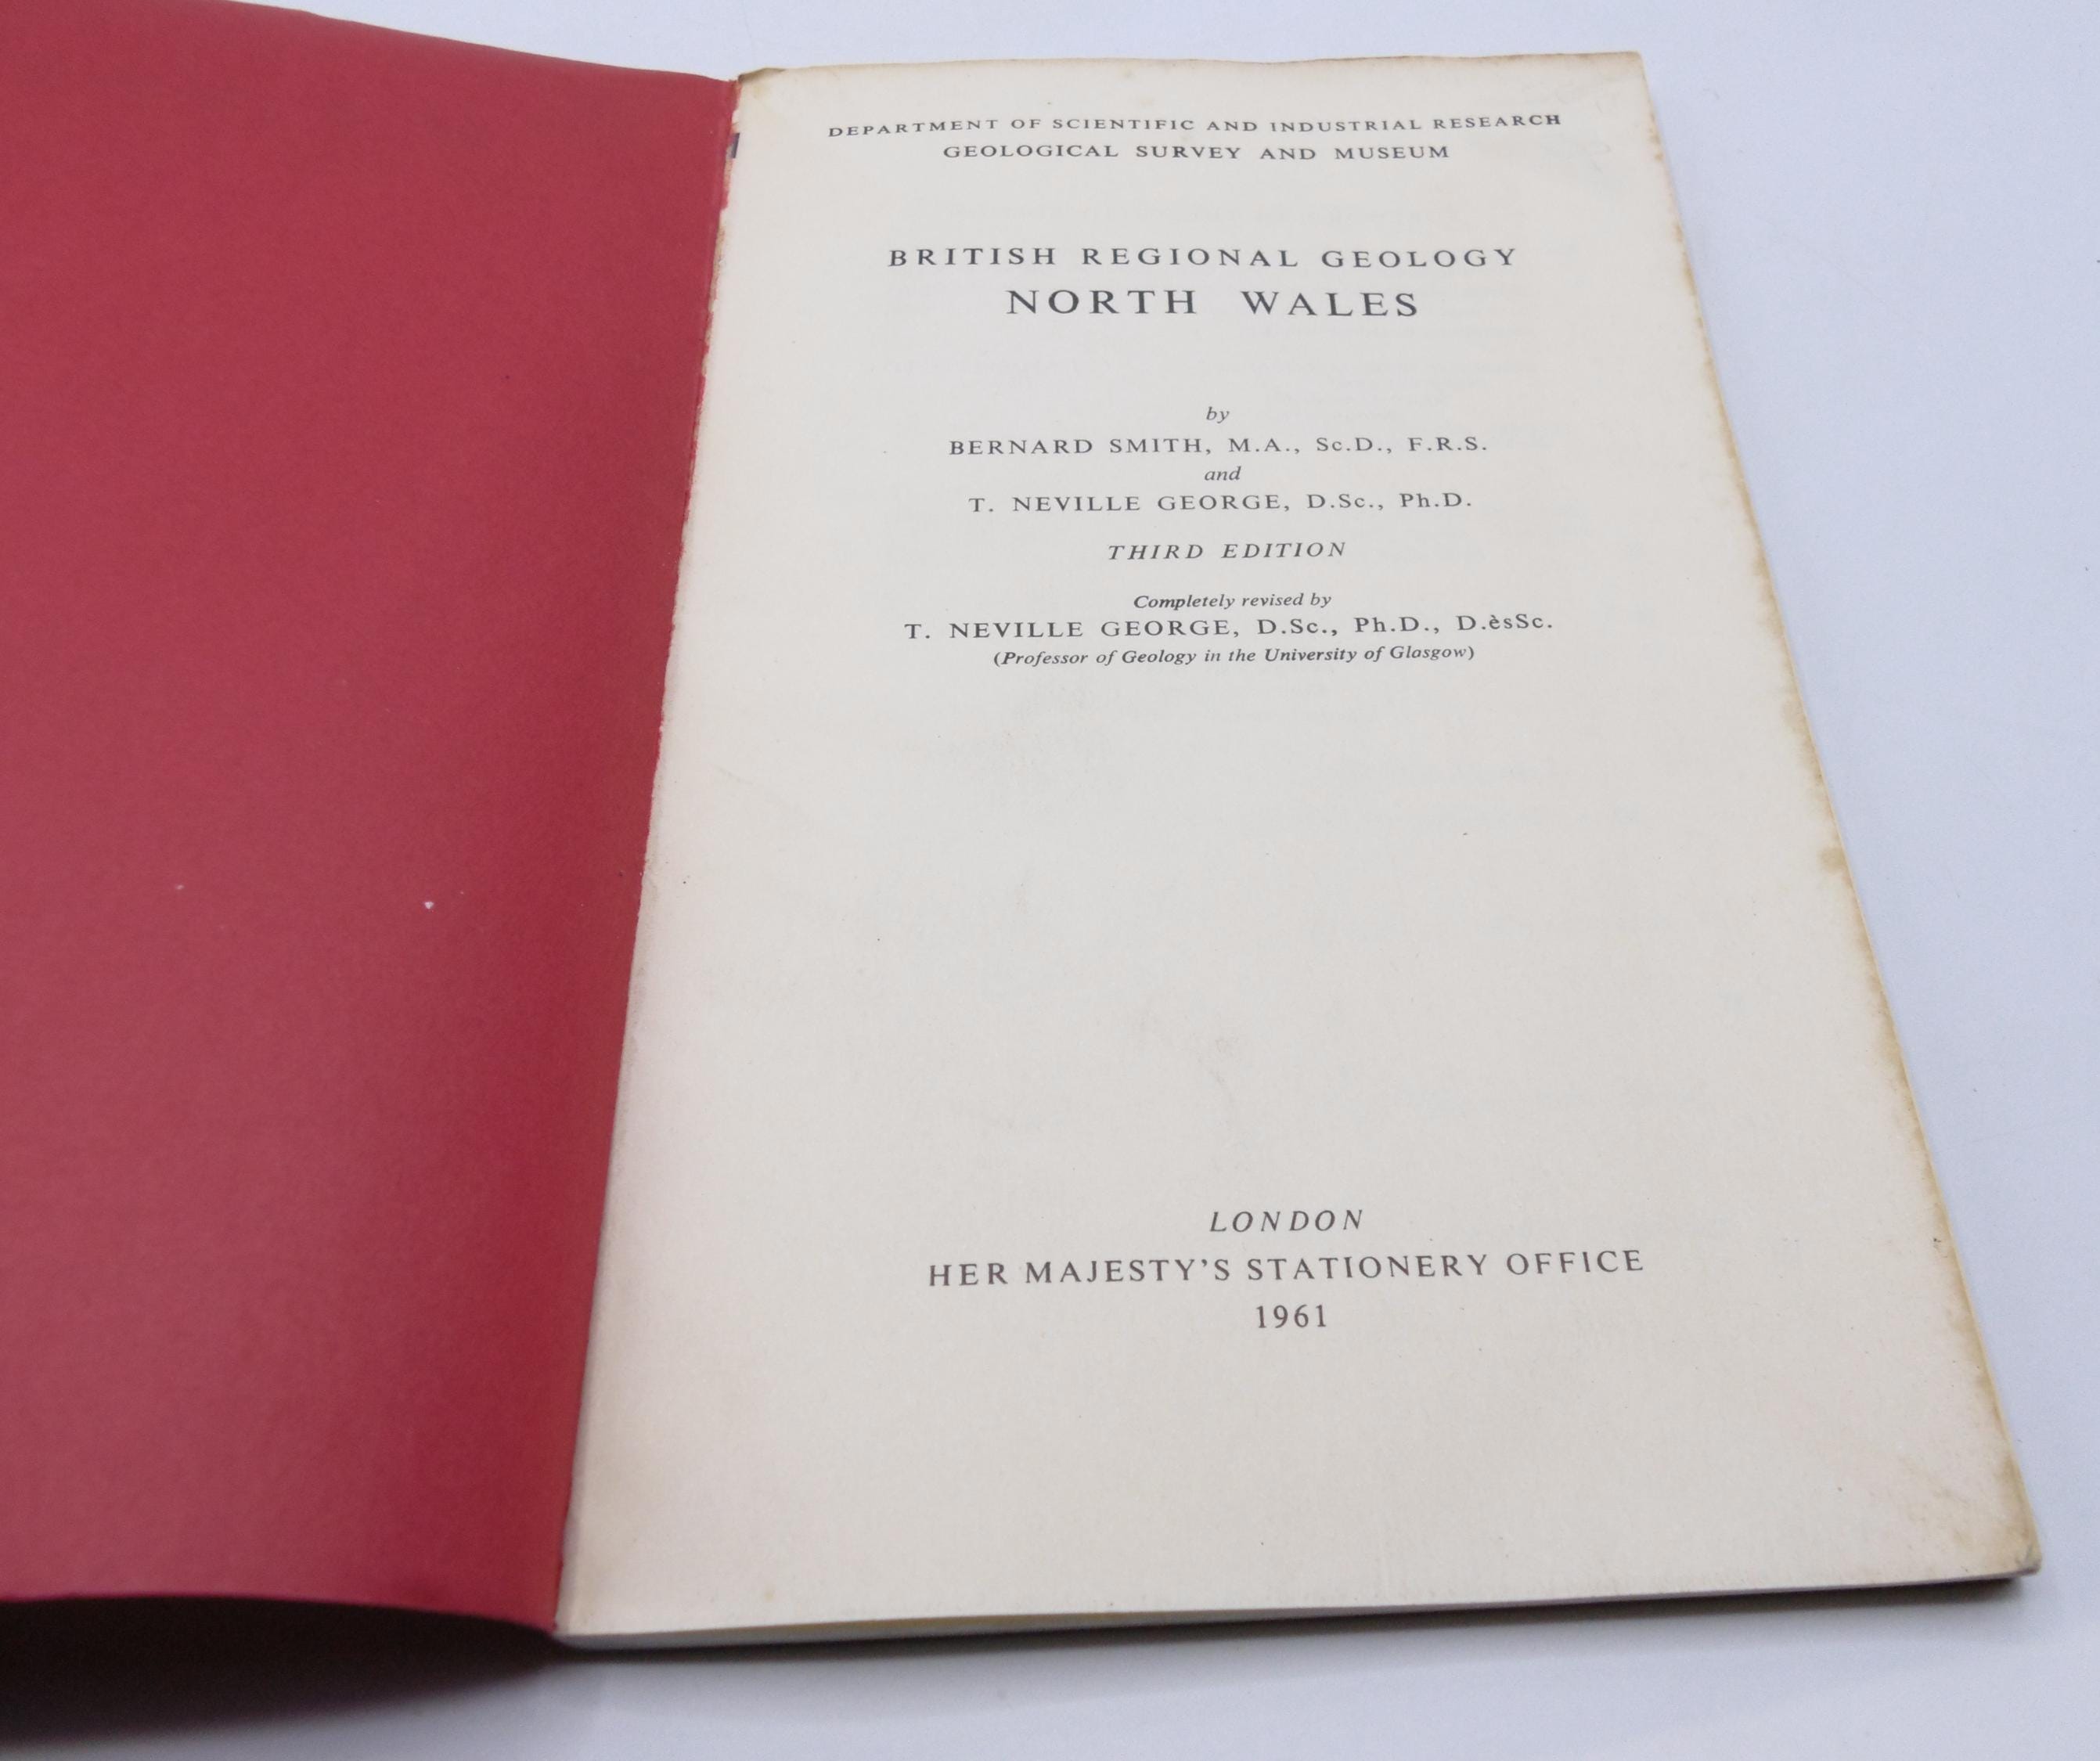 DEPARTMENT OF SCIENTIFIC AND INDUSTRIAL RESEARCH
GEOLOGICAL SURVEY AND MUSEUM
BRITISH REGIONAL GEOLOGY
NORTH WALES
by
BERNARD SMITH, M.A., Sc.D., F.R.S.
and
T. NEVILLE GEORGE, D.Sc., Ph.D.
THIRD EDITION
Completely revised by
T. NEVILLE GEORGE, D.Sc., Ph.D., D.èsSc.
(Professor of Geology in the University of Glasgow)
LONDON
HER MAJESTY'S STATIONERY OFFICE
1961